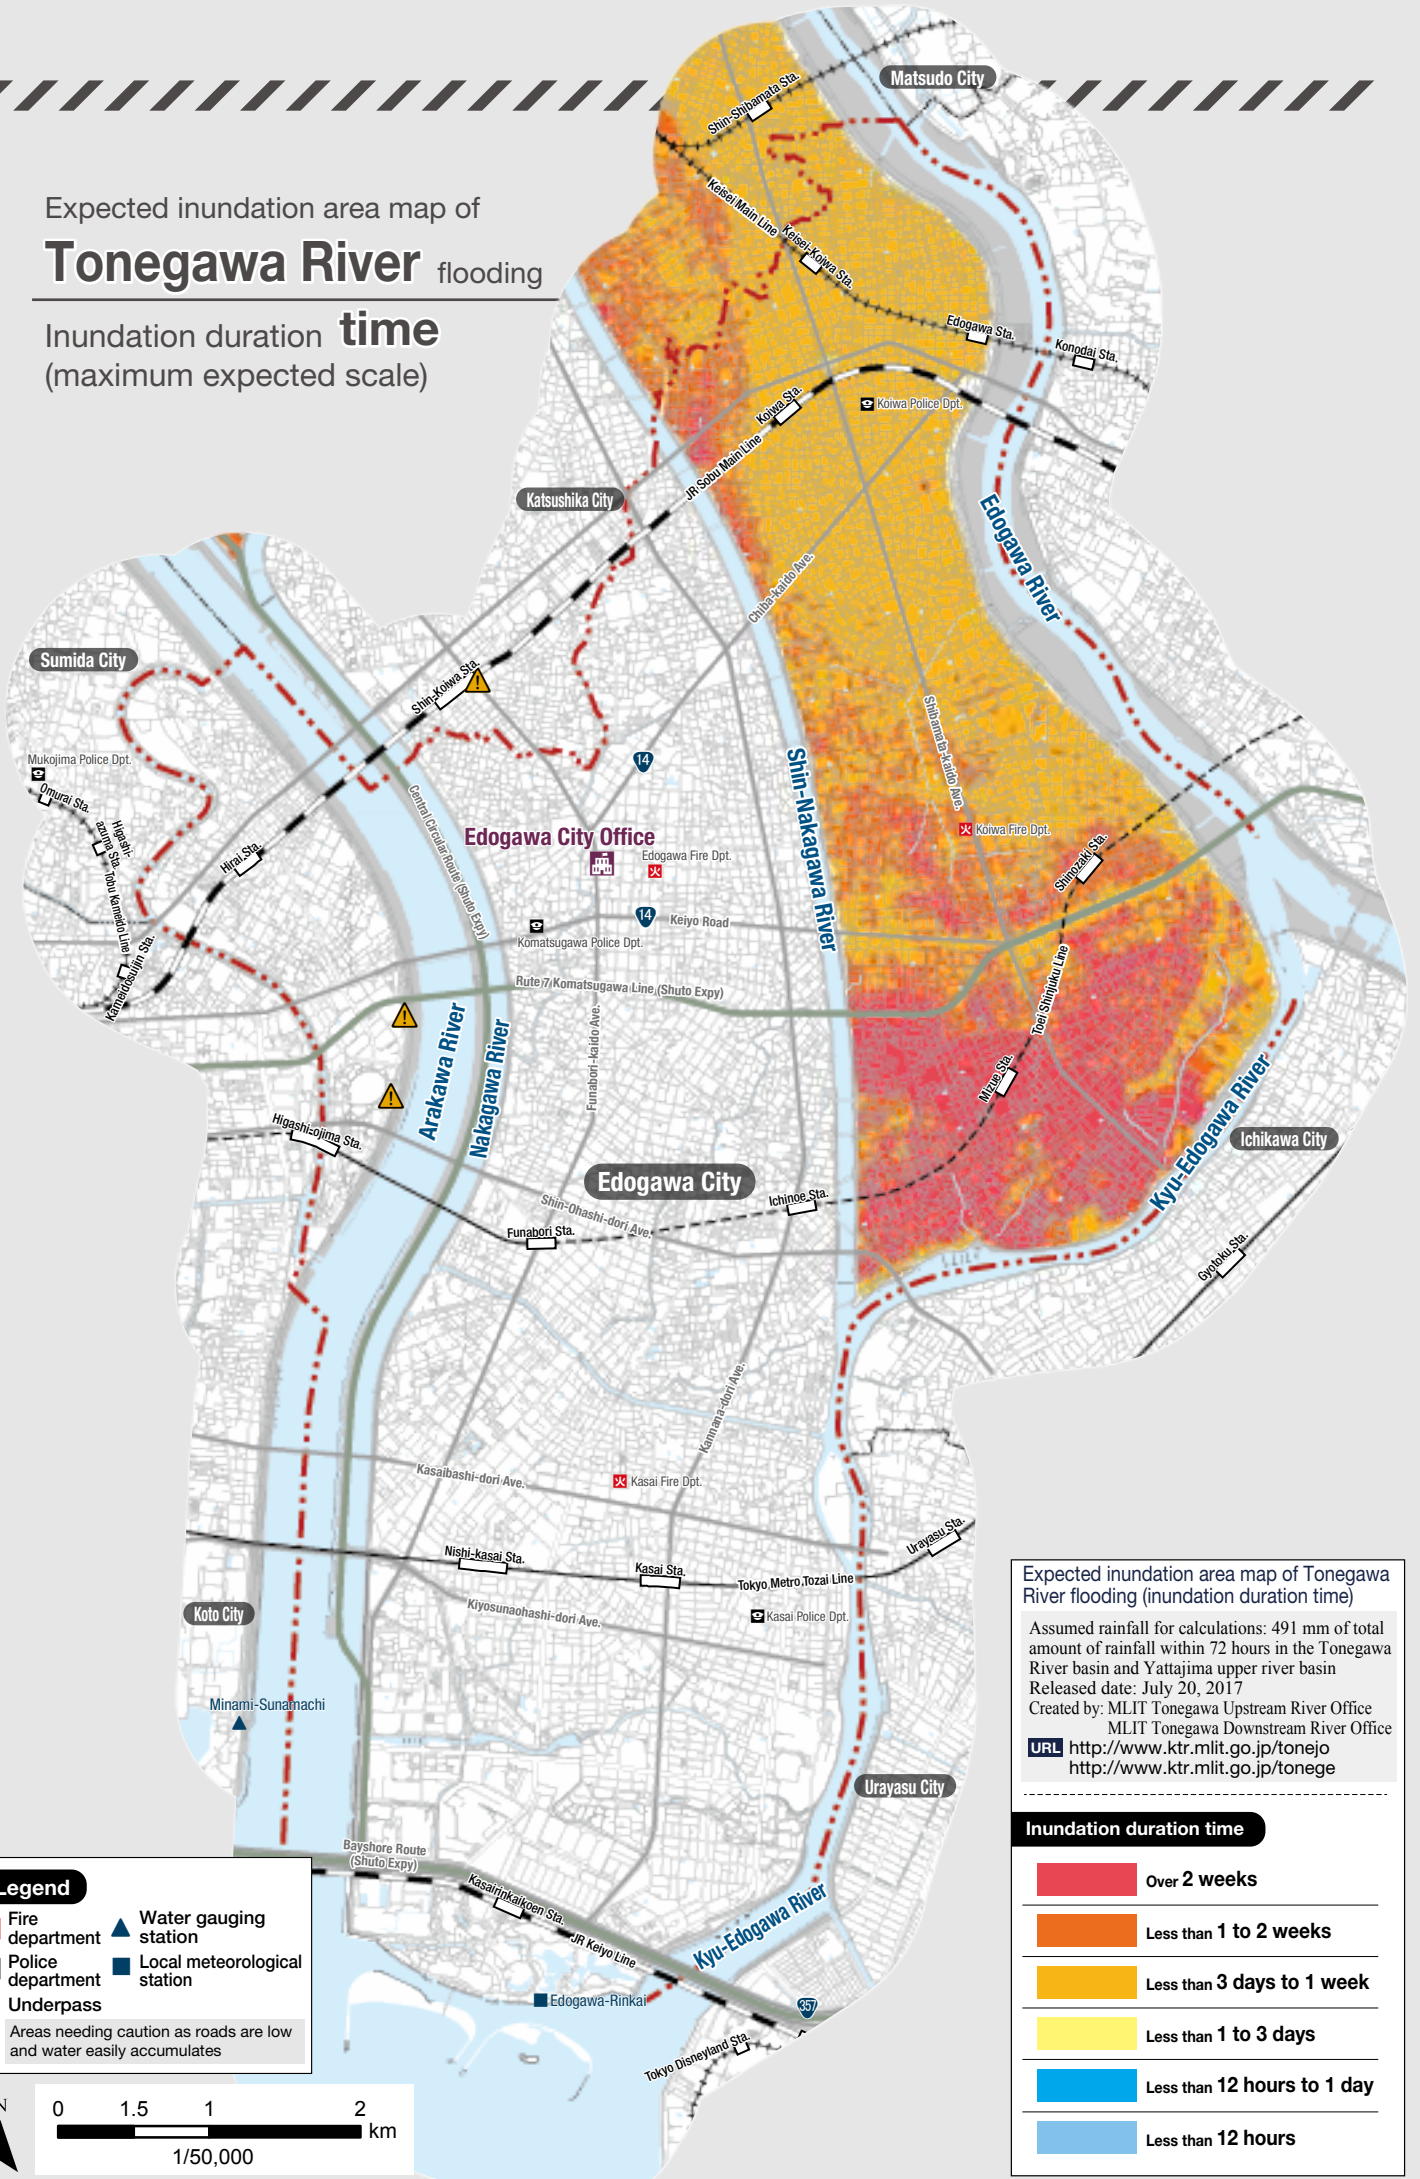 Expected inundation area map of
Tonegawa River flooding
Inundation duration time
(maximum expected scale)
Matsudo City
Shin-Shibamata Sta.
Keisei Main Line
Keisei-Koiwa Sta.
Edogawa Sta.
Konodai Sta.
Koiwa Sta.
Koiwa Police Dpt.
JR Sobu Main Line
Katsushika City
Edogawa River
Chiba-kaido Ave.
Sumida City
Shin-Koiwa Sta.
Shibamata-kaido Ave.
Mukojima Police Dpt.
Omurai Sta.
Higashi-
azuma Sta.
Tobu Kameido Line
Hirai Sta.
Central Circular Route (Shuto Expy)
14
Shin-Nakagawa River
Edogawa City Office
Edogawa Fire Dpt.
Koiwa Fire Dpt.
Shinozaki Sta.
14
Keiyo Road
Komatsugawa Police Dpt.
Kameidosuijin Sta.
Rute 7 Komatsugawa Line (Shuto Expy)
Toei Shinjuku Line
Arakawa River
Nakagawa River
Funabori-kaido Ave.
Mizue Sta.
Higashi-ojima Sta.
Kyu-Edogawa River
Ichikawa City
Edogawa City
Ichinoe Sta.
Shin-Ohashi-dori Ave.
Funabori Sta.
Gyotoku Sta.
Kannana-dori Ave.
Kasaibashi-dori Ave.
Kasai Fire Dpt.
Urayasu Sta.
Nishi-kasai Sta.
Kasai Sta.
Tokyo Metro Tozai Line
Kiyosunaohashi-dori Ave.
Kasai Police Dpt.
Koto City
Minami-Sunamachi
Urayasu City
Bayshore Route
(Shuto Expy)
Kasairinkaikoen Sta.
JR Keiyo Line
Kyu-Edogawa River
Edogawa-Rinkai
357
Tokyo Disneyland Sta.
Expected inundation area map of Tonegawa
River flooding (inundation duration time)
Assumed rainfall for calculations: 491 mm of total
amount of rainfall within 72 hours in the Tonegawa
River basin and Yattajima upper river basin
Released date: July 20, 2017
Created by: MLIT Tonegawa Upstream River Office
MLIT Tonegawa Downstream River Office
URL http://www.ktr.mlit.go.jp/tonejo
http://www.ktr.mlit.go.jp/tonege
Inundation duration time
Over 2 weeks
Less than 1 to 2 weeks
Less than 3 days to 1 week
Less than 1 to 3 days
Less than 12 hours to 1 day
Less than 12 hours
Legend
Fire
department
Water gauging
station
Police
department
Local meteorological
station
Underpass
Areas needing caution as roads are low
and water easily accumulates
N
0 1.5 1 2
km
1/50,000